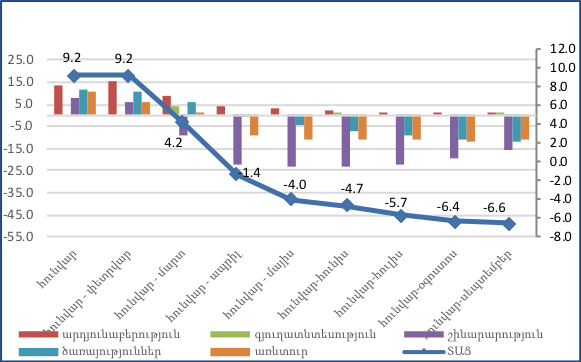 25.0
15.0
5.0
-5.0
-15.0
-25.0
-35.0
-45.0
-55.0
12.0
10.0
8.0
6.0
4.0
2.0
0.0
-2.0
-4.0
-6.0
-8.0
9.2
9.2
4.2
-1.4
-4.0
-4.7
-5.7
-6.4
-6.6
հունվար
հունվար - փետրվար
հունվար - մարտ
հունվար - ապրիլ
հունվար - մայիս
հունվար-հունիս
հունվար-հուլիս
հունվար-օգոստոս
հունվար-սեպտեմբեր
արդյունաբերություն
գյուղատնտեսություն
շինարարություն
ծառայություններ
առևտուր
ՏԱՑ